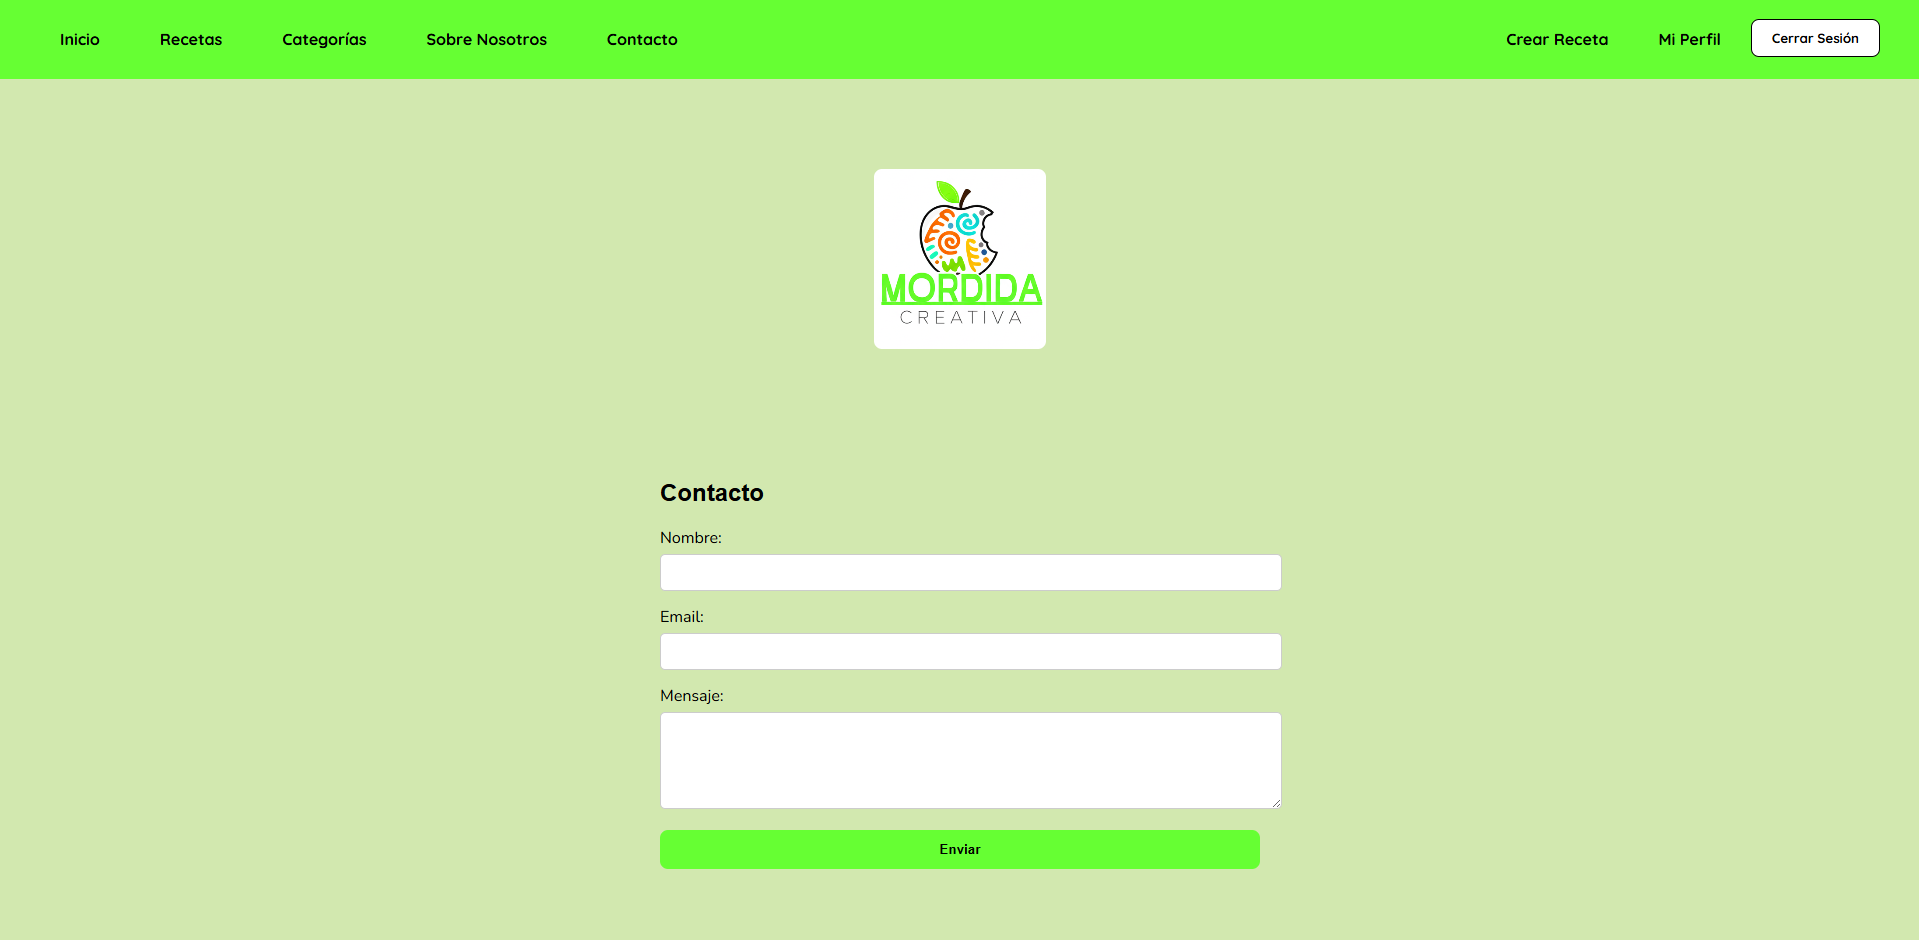 Inicio Recetas Categorías Sobre Nosotros Contacto Crear Receta Mi Perfil Cerrar Sesión
MORDIDA
CREATIVA
Contacto
Nombre:
Email:
Mensaje:
Enviar